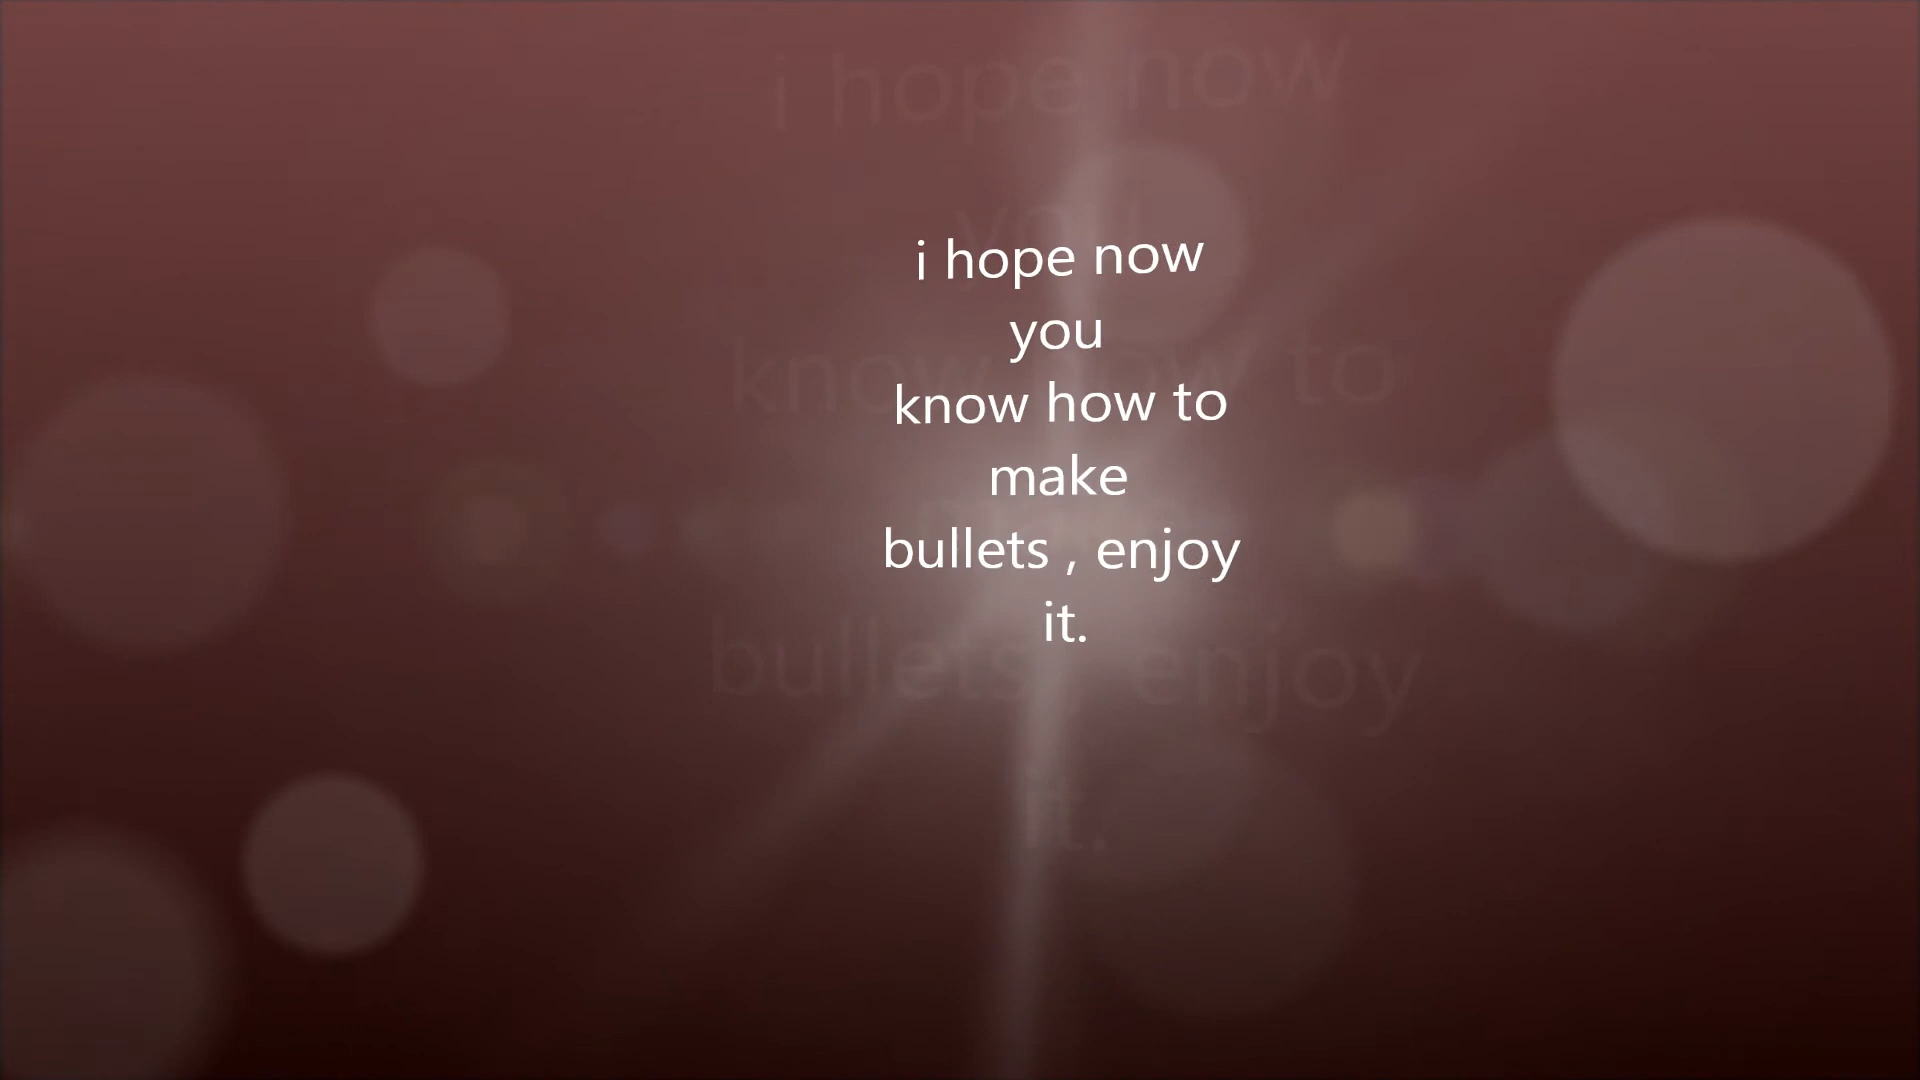 i hope now
you
know how to
make
bullets , enjoy
it.